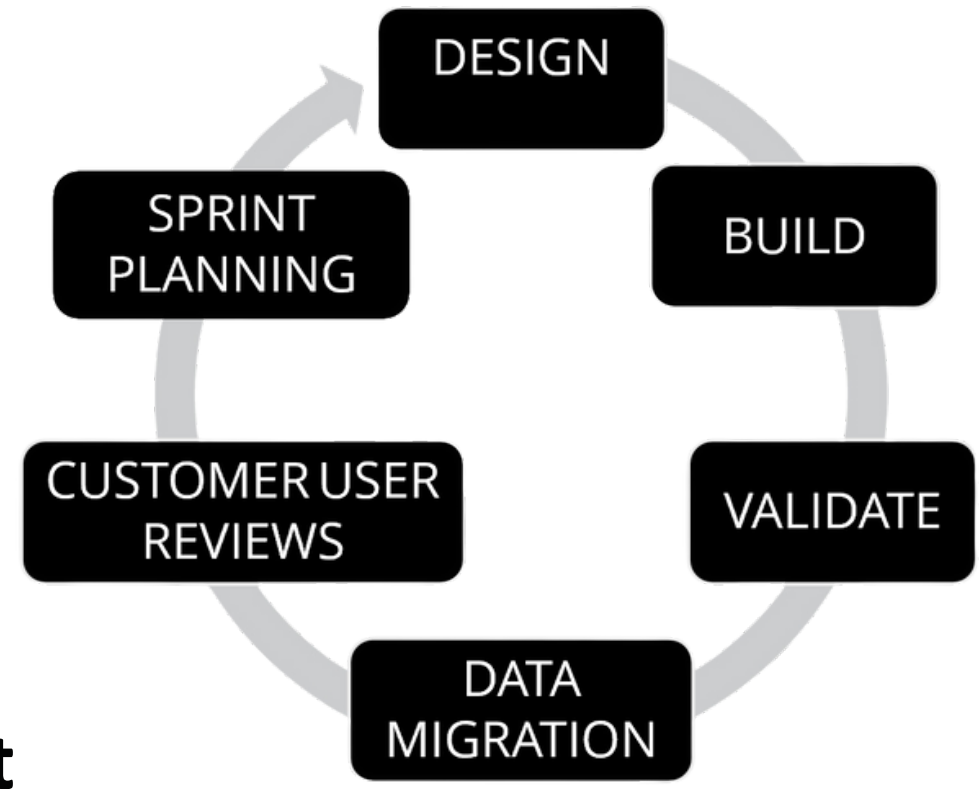 DESIGN
BUILD
VALIDATE
DATA
MIGRATION
CUSTOMER USER
REVIEWS
SPRINT
PLANNING
t